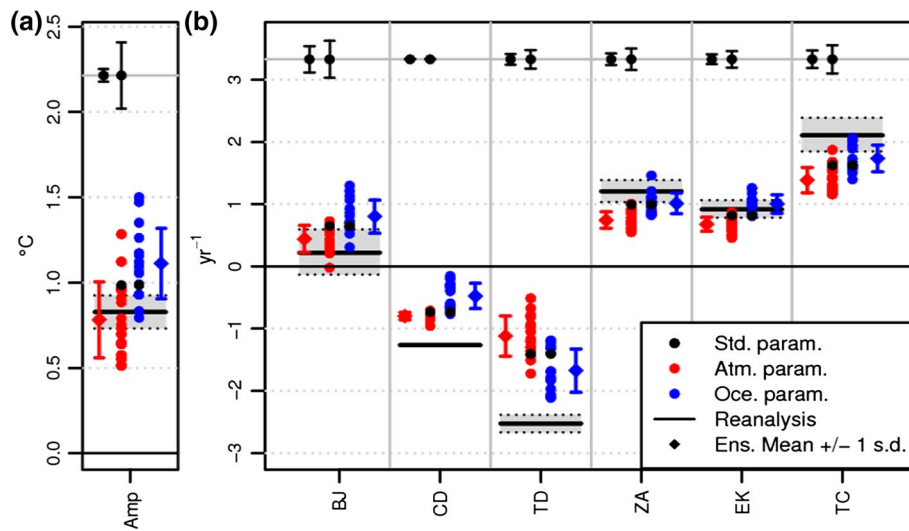 (a)
(b)
°C
0.0
0.5
1.0
1.5
2.0
2.5
Amp
yr⁻¹
3
2
1
0
−1
−2
−3
BJ
CD
TD
ZA
EK
TC
Std. param.
Atm. param.
Oce. param.
Reanalysis
Ens. Mean +/− 1 s.d.